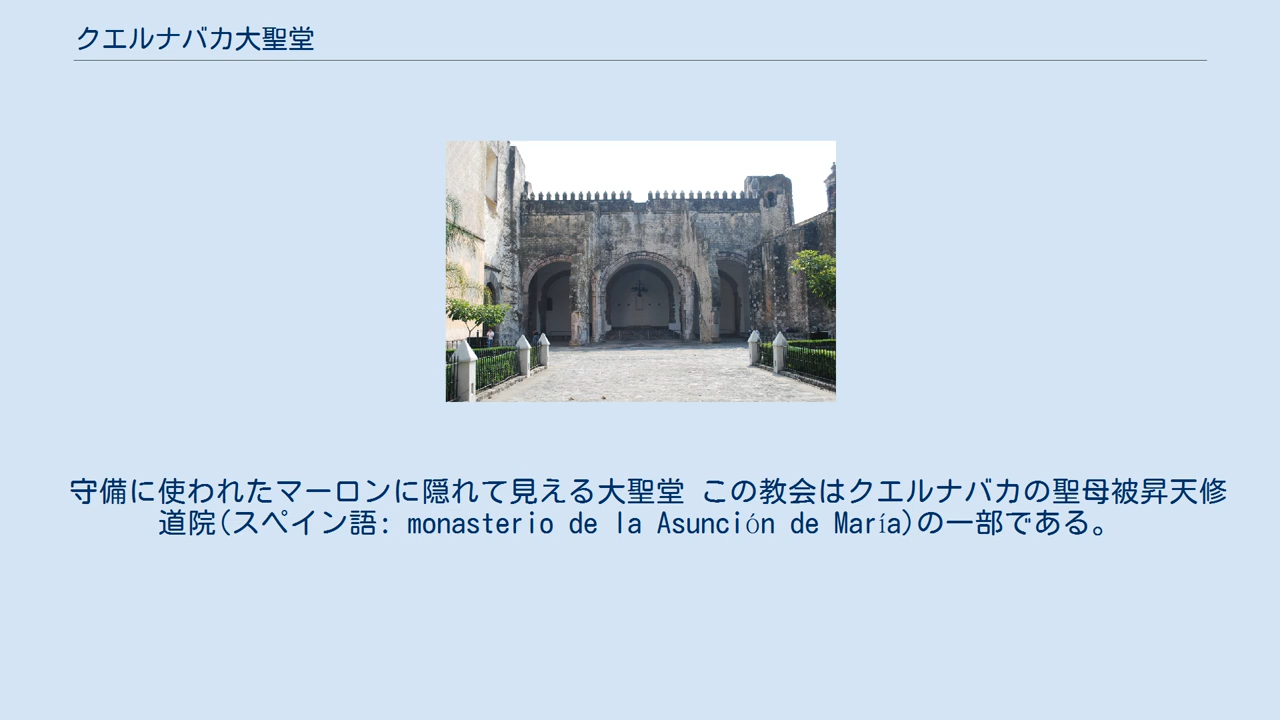 クエルナバカ大聖堂
守備に使われたマーロンに隠れて見える大聖堂 この教会はクエルナバカの聖母被昇天修
道院(スペイン語: monasterio de la Asunción de María)の一部である。